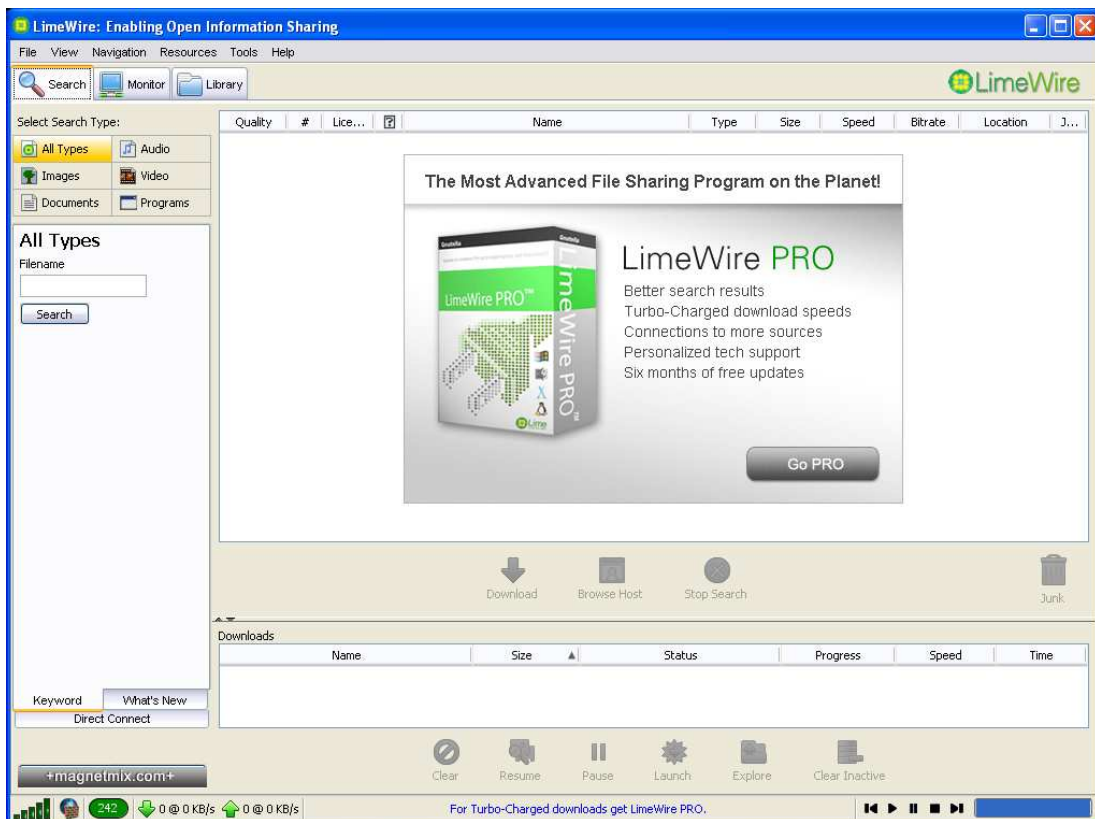 LimeWire: Enabling Open Information Sharing
File View Navigation Resources Tools Help
Search Monitor Library
LimeWire
Select Search Type:
All Types Audio
Images Video
Documents Programs
All Types
Filename
Search
Quality # Lice... ? Name Type Size Speed Bitrate Location J...
The Most Advanced File Sharing Program on the Planet!
Gnutella
LimeWire PRO™
LimeWire PRO™
Lime
LimeWire PRO
Better search results
Turbo-Charged download speeds
Connections to more sources
Personalized tech support
Six months of free updates
Go PRO
Download Browse Host Stop Search Junk
Downloads
Name Size Status Progress Speed Time
Keyword What's New
Direct Connect
Clear Resume Pause Launch Explore Clear Inactive
+magnetmix.com+
242 0 @ 0 KB/s 0 @ 0 KB/s For Turbo-Charged downloads get LimeWire PRO.